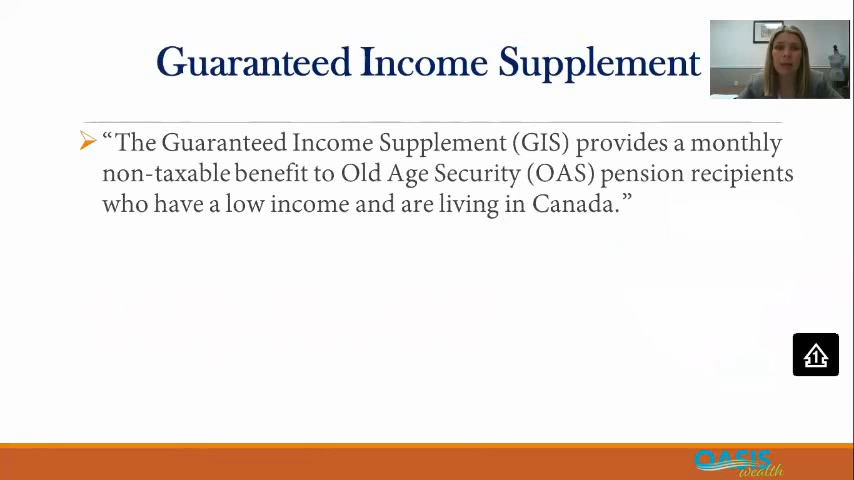 Guaranteed Income Supplement
“The Guaranteed Income Supplement (GIS) provides a monthly
non-taxable benefit to Old Age Security (OAS) pension recipients
who have a low income and are living in Canada.”
1
OASIS
wealth